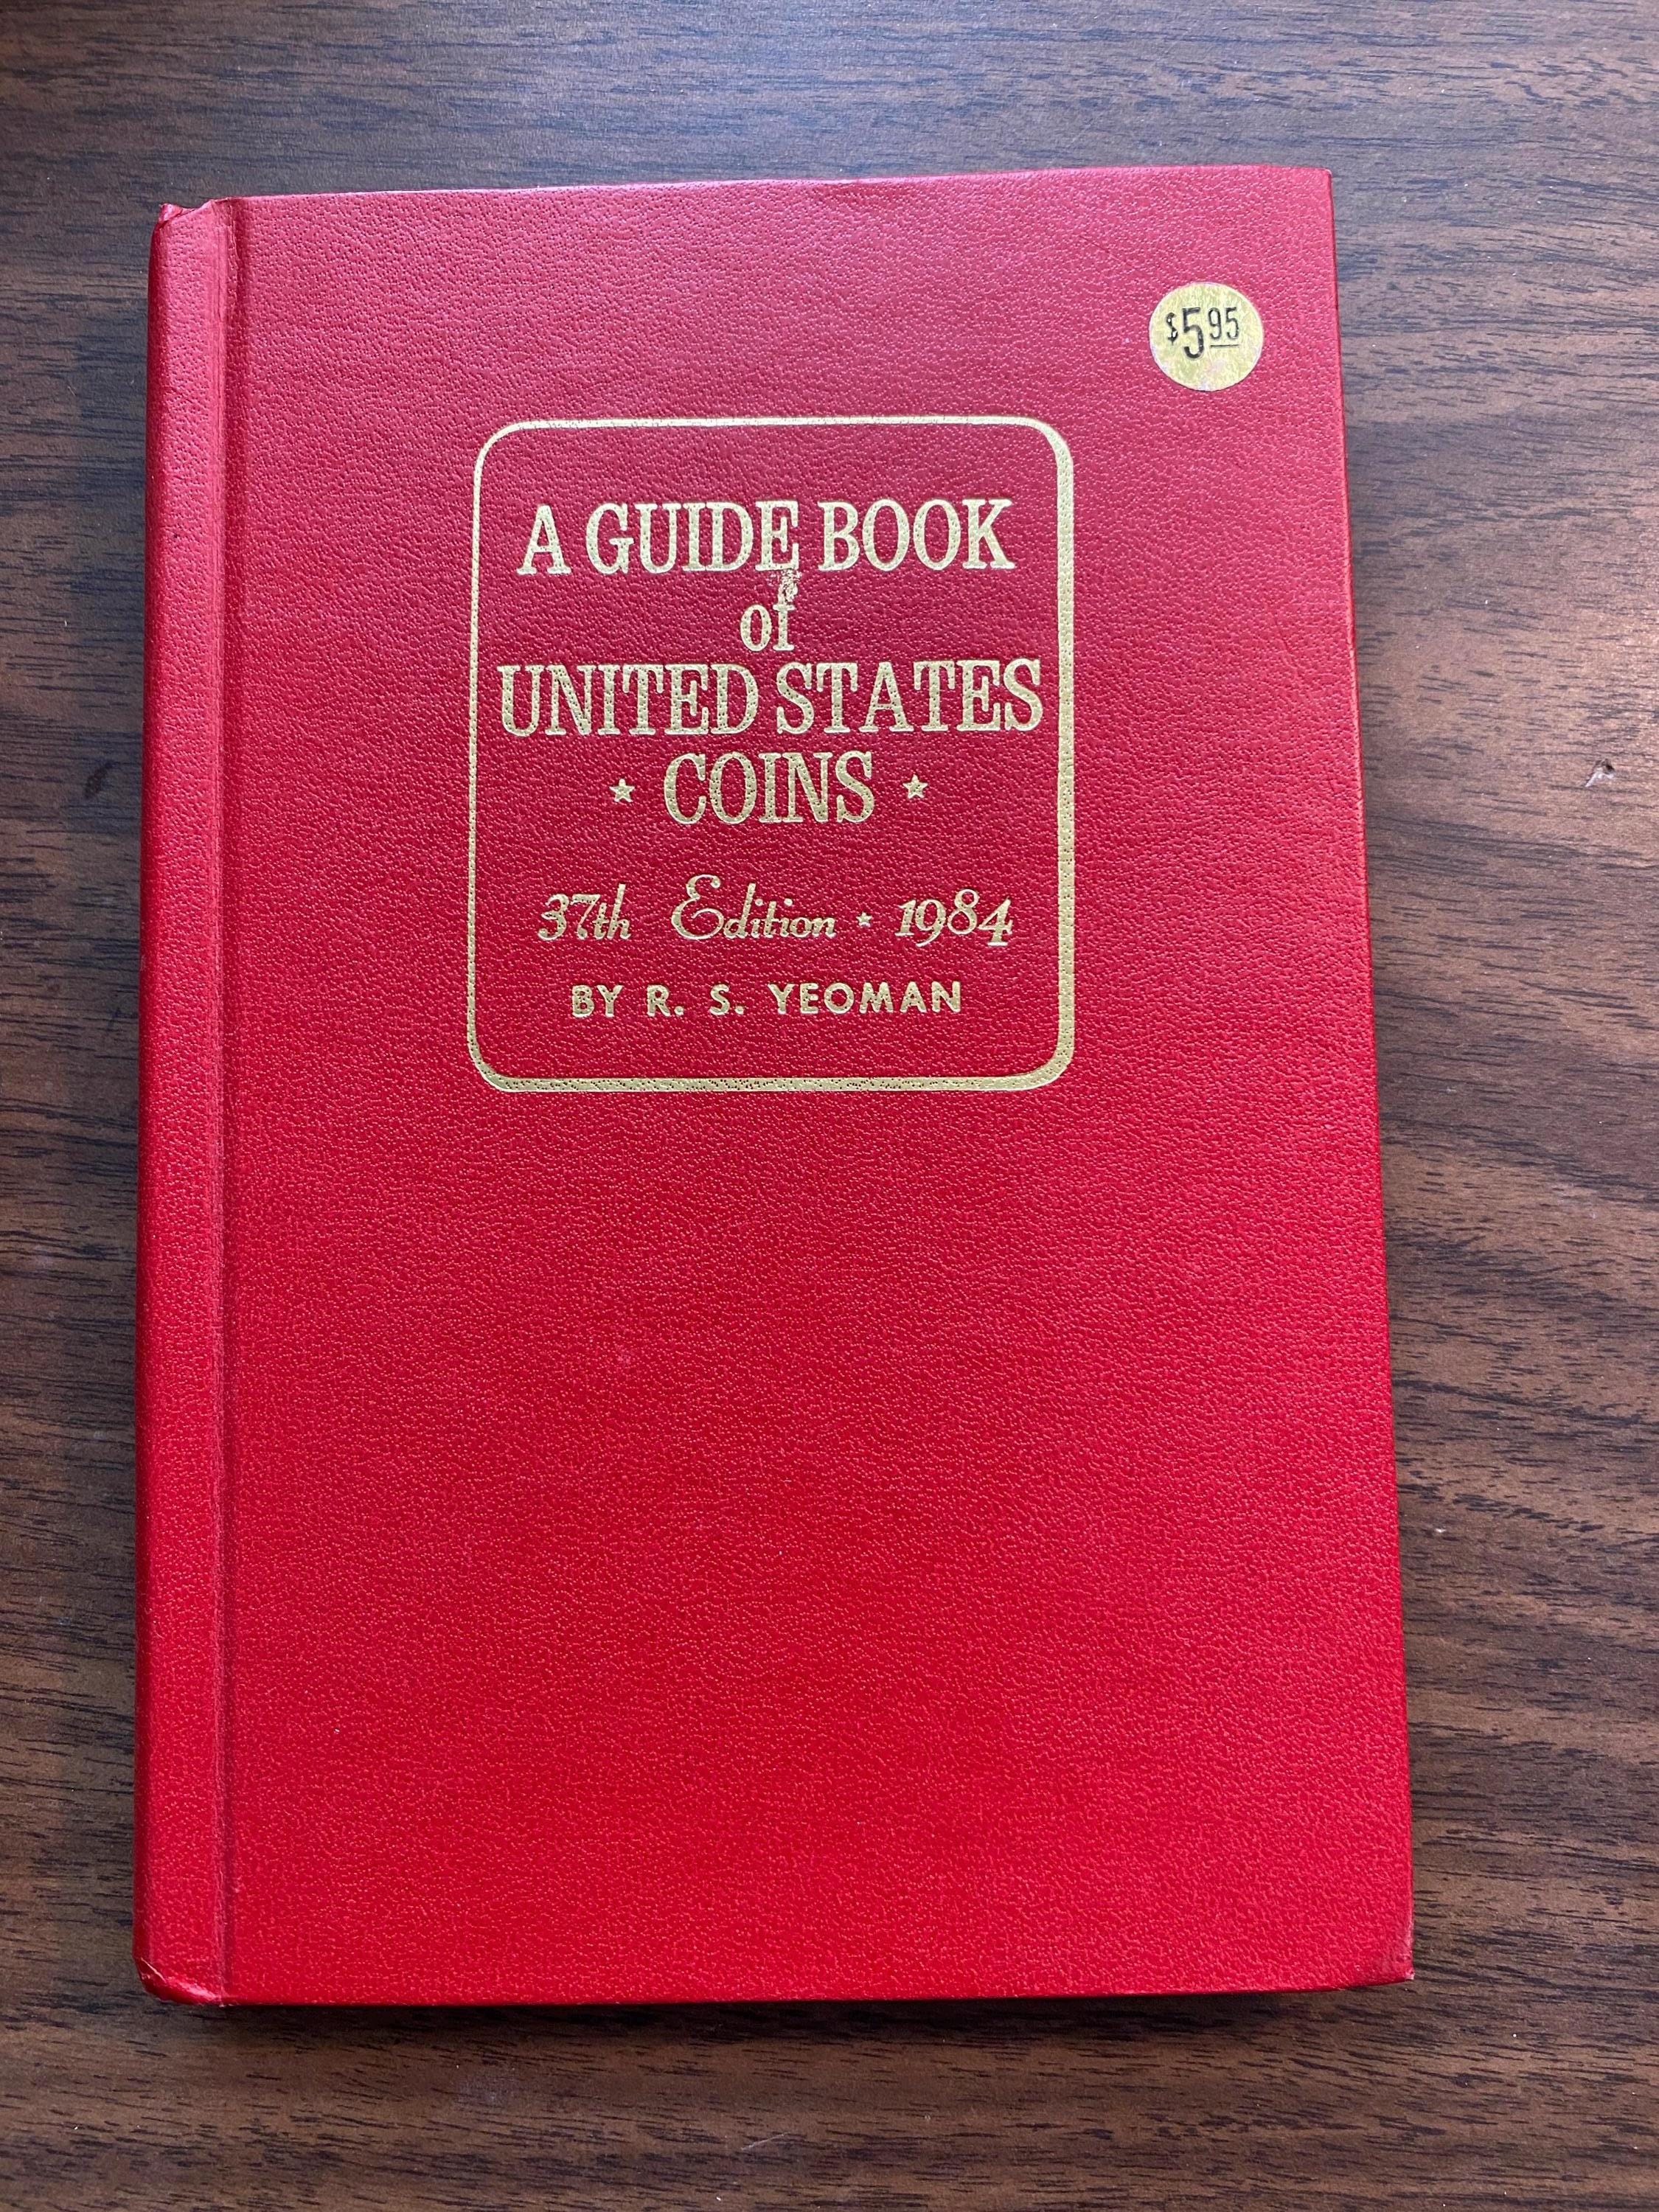 $5.95
A GUIDE BOOK
of
UNITED STATES
★ COINS ★
37th Edition ★ 1984
BY R. S. YEOMAN